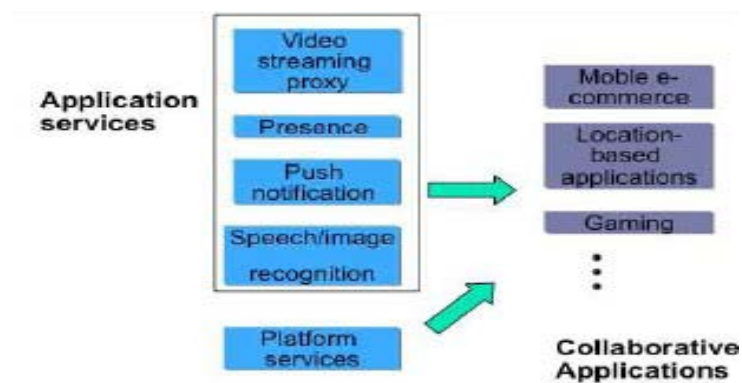 Application
services
Video
streaming
proxy
Presence
Push
notification
Speech/image
recognition
Platform
services
Moble e-
commerce
Location-
based
applications
Gaming
Collaborative
Applications